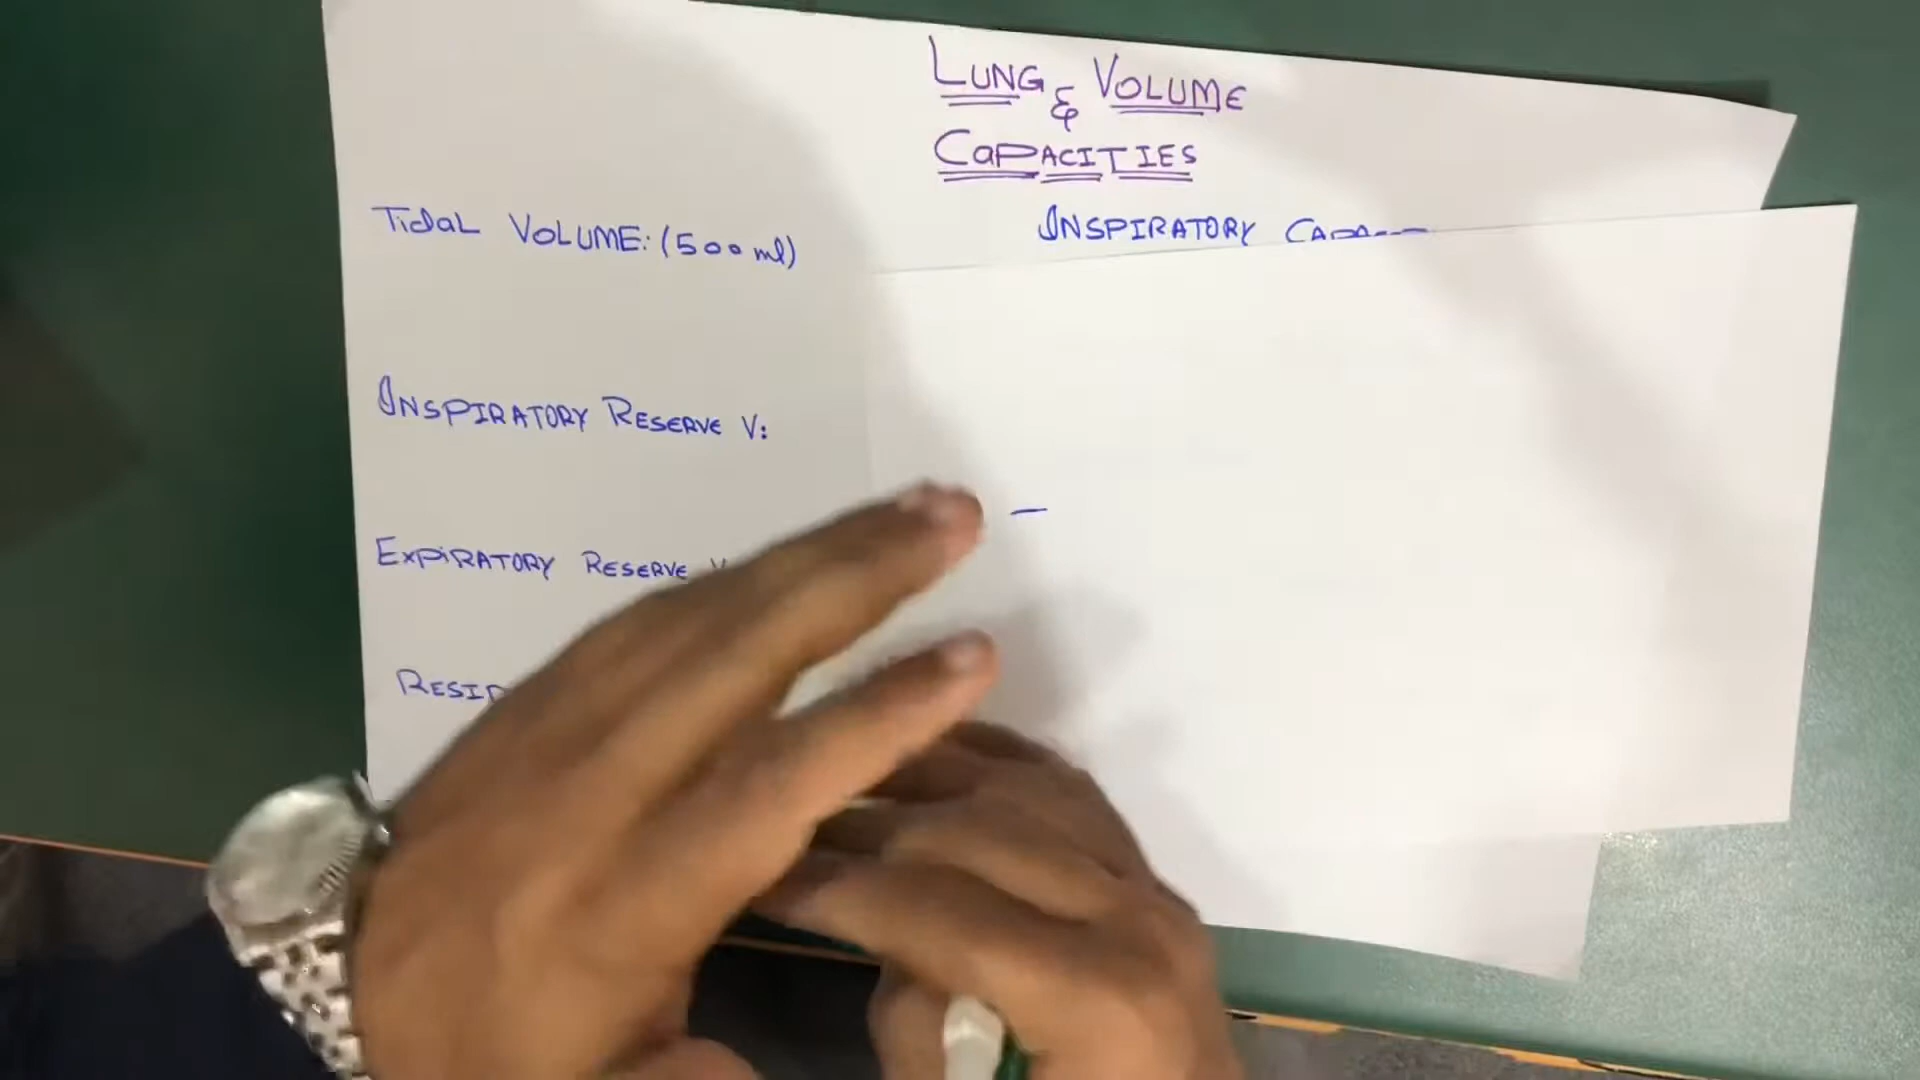 LUNG & VOLUME
CAPACITIES
TIDAL VOLUME: (500 ml)
INSPIRATORY
INSPIRATORY RESERVE V:
EXPIRATORY RESERVE